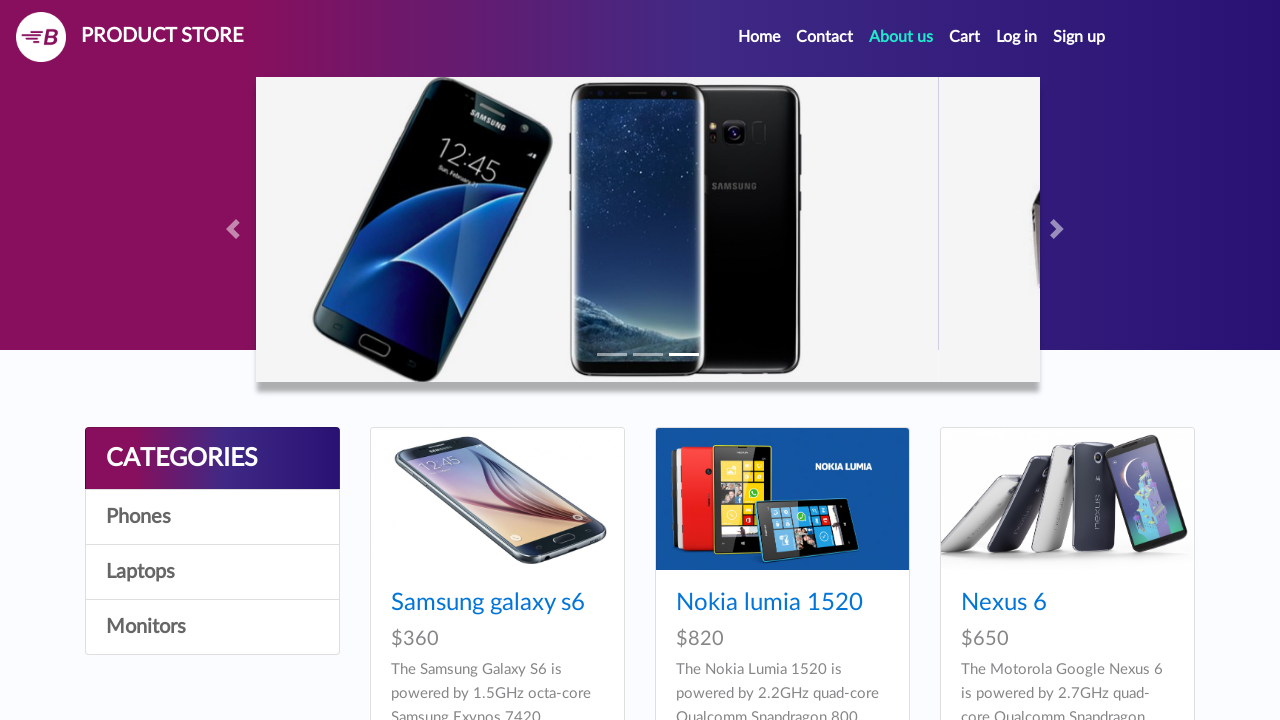 B PRODUCT STORE
Home Contact About us Cart Log in Sign up
SAMSUNG
12:45
SAMSUNG
CATEGORIES
Phones
Laptops
Monitors
12:45
NOKIA LUMIA
nexus
Samsung galaxy s6
$360
The Samsung Galaxy S6 is
powered by 1.5GHz octa-core
Samsung Exynos 7420
Nokia lumia 1520
$820
The Nokia Lumia 1520 is
powered by 2.2GHz quad-core
Qualcomm Snapdragon 800
Nexus 6
$650
The Motorola Google Nexus 6
is powered by 2.7GHz quad-
core Qualcomm Snapdragon